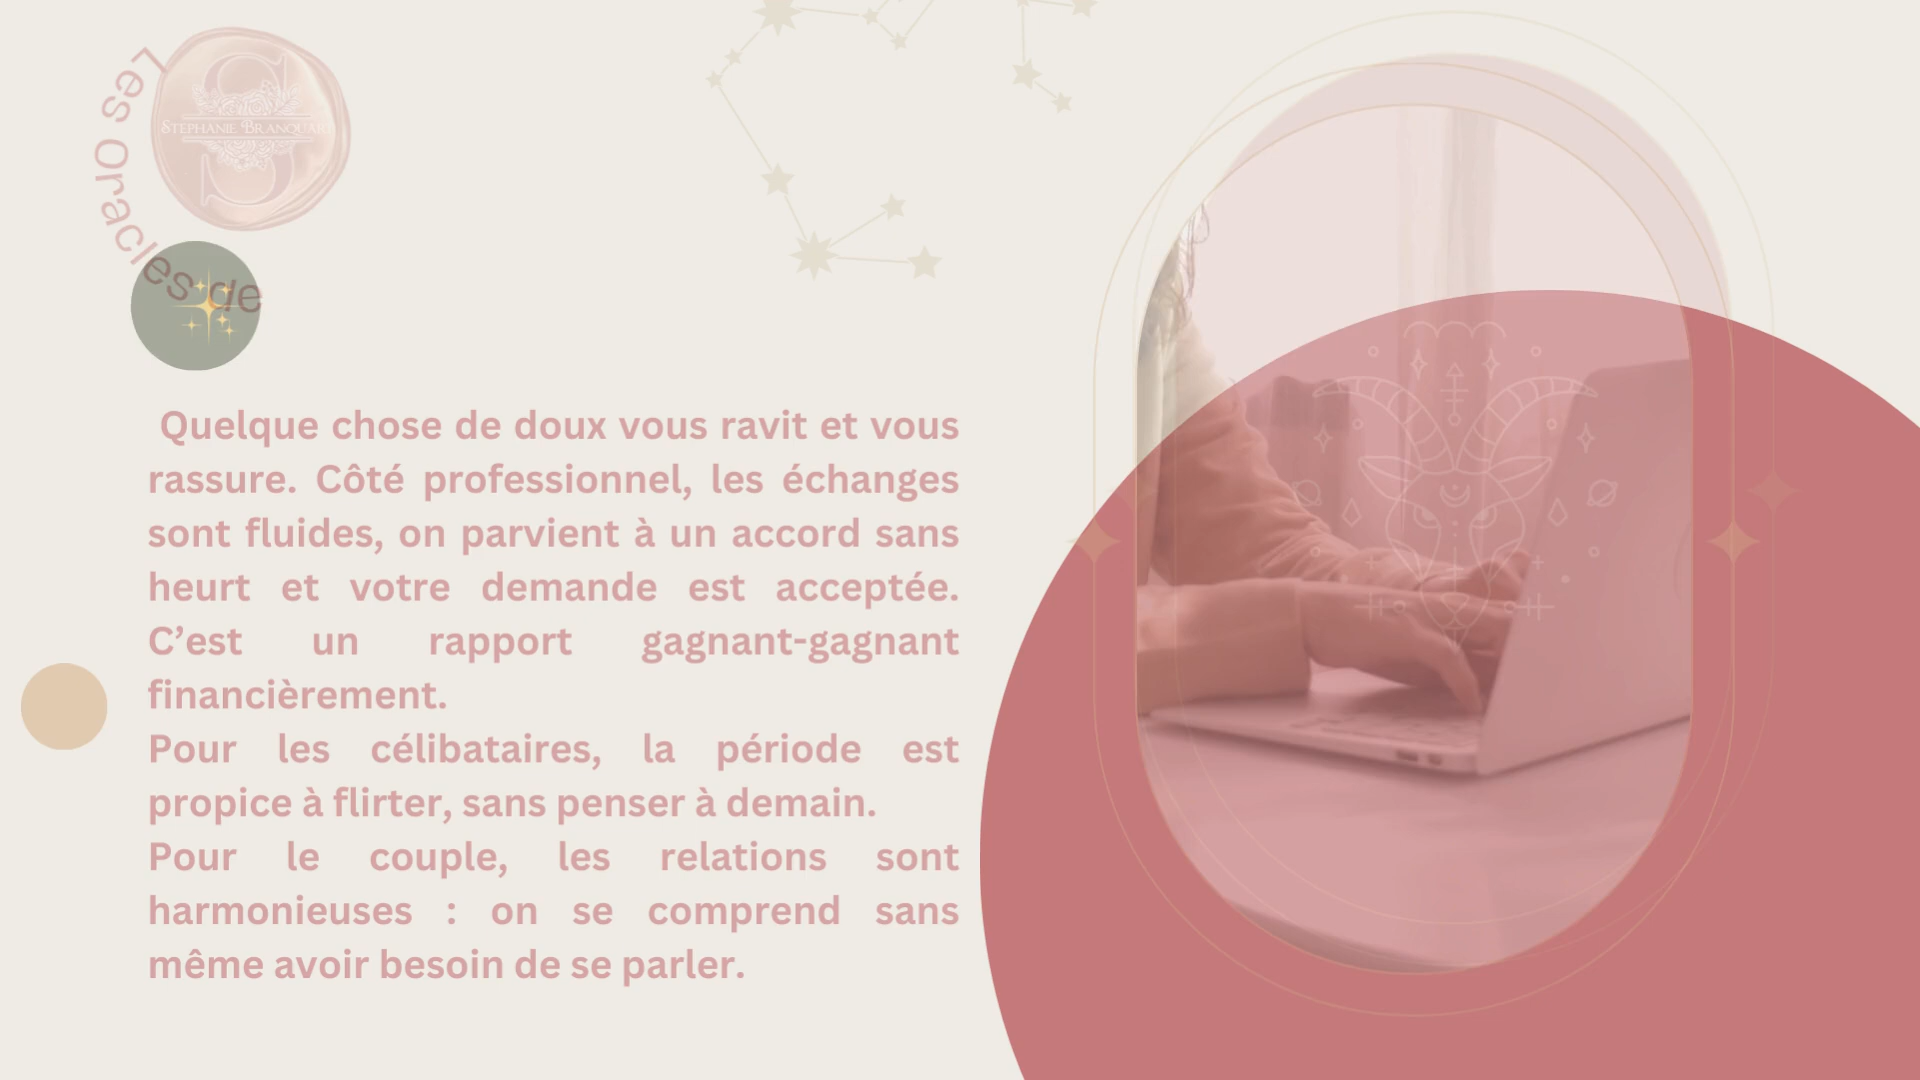 Les Oracles de
STEPHANIE BRANQUART
Quelque chose de doux vous ravit et vous
rassure. Côté professionnel, les échanges
sont fluides, on parvient à un accord sans
heurt et votre demande est acceptée.
C’est un rapport gagnant-gagnant
financièrement.
Pour les célibataires, la période est
propice à flirter, sans penser à demain.
Pour le couple, les relations sont
harmonieuses : on se comprend sans
même avoir besoin de se parler.